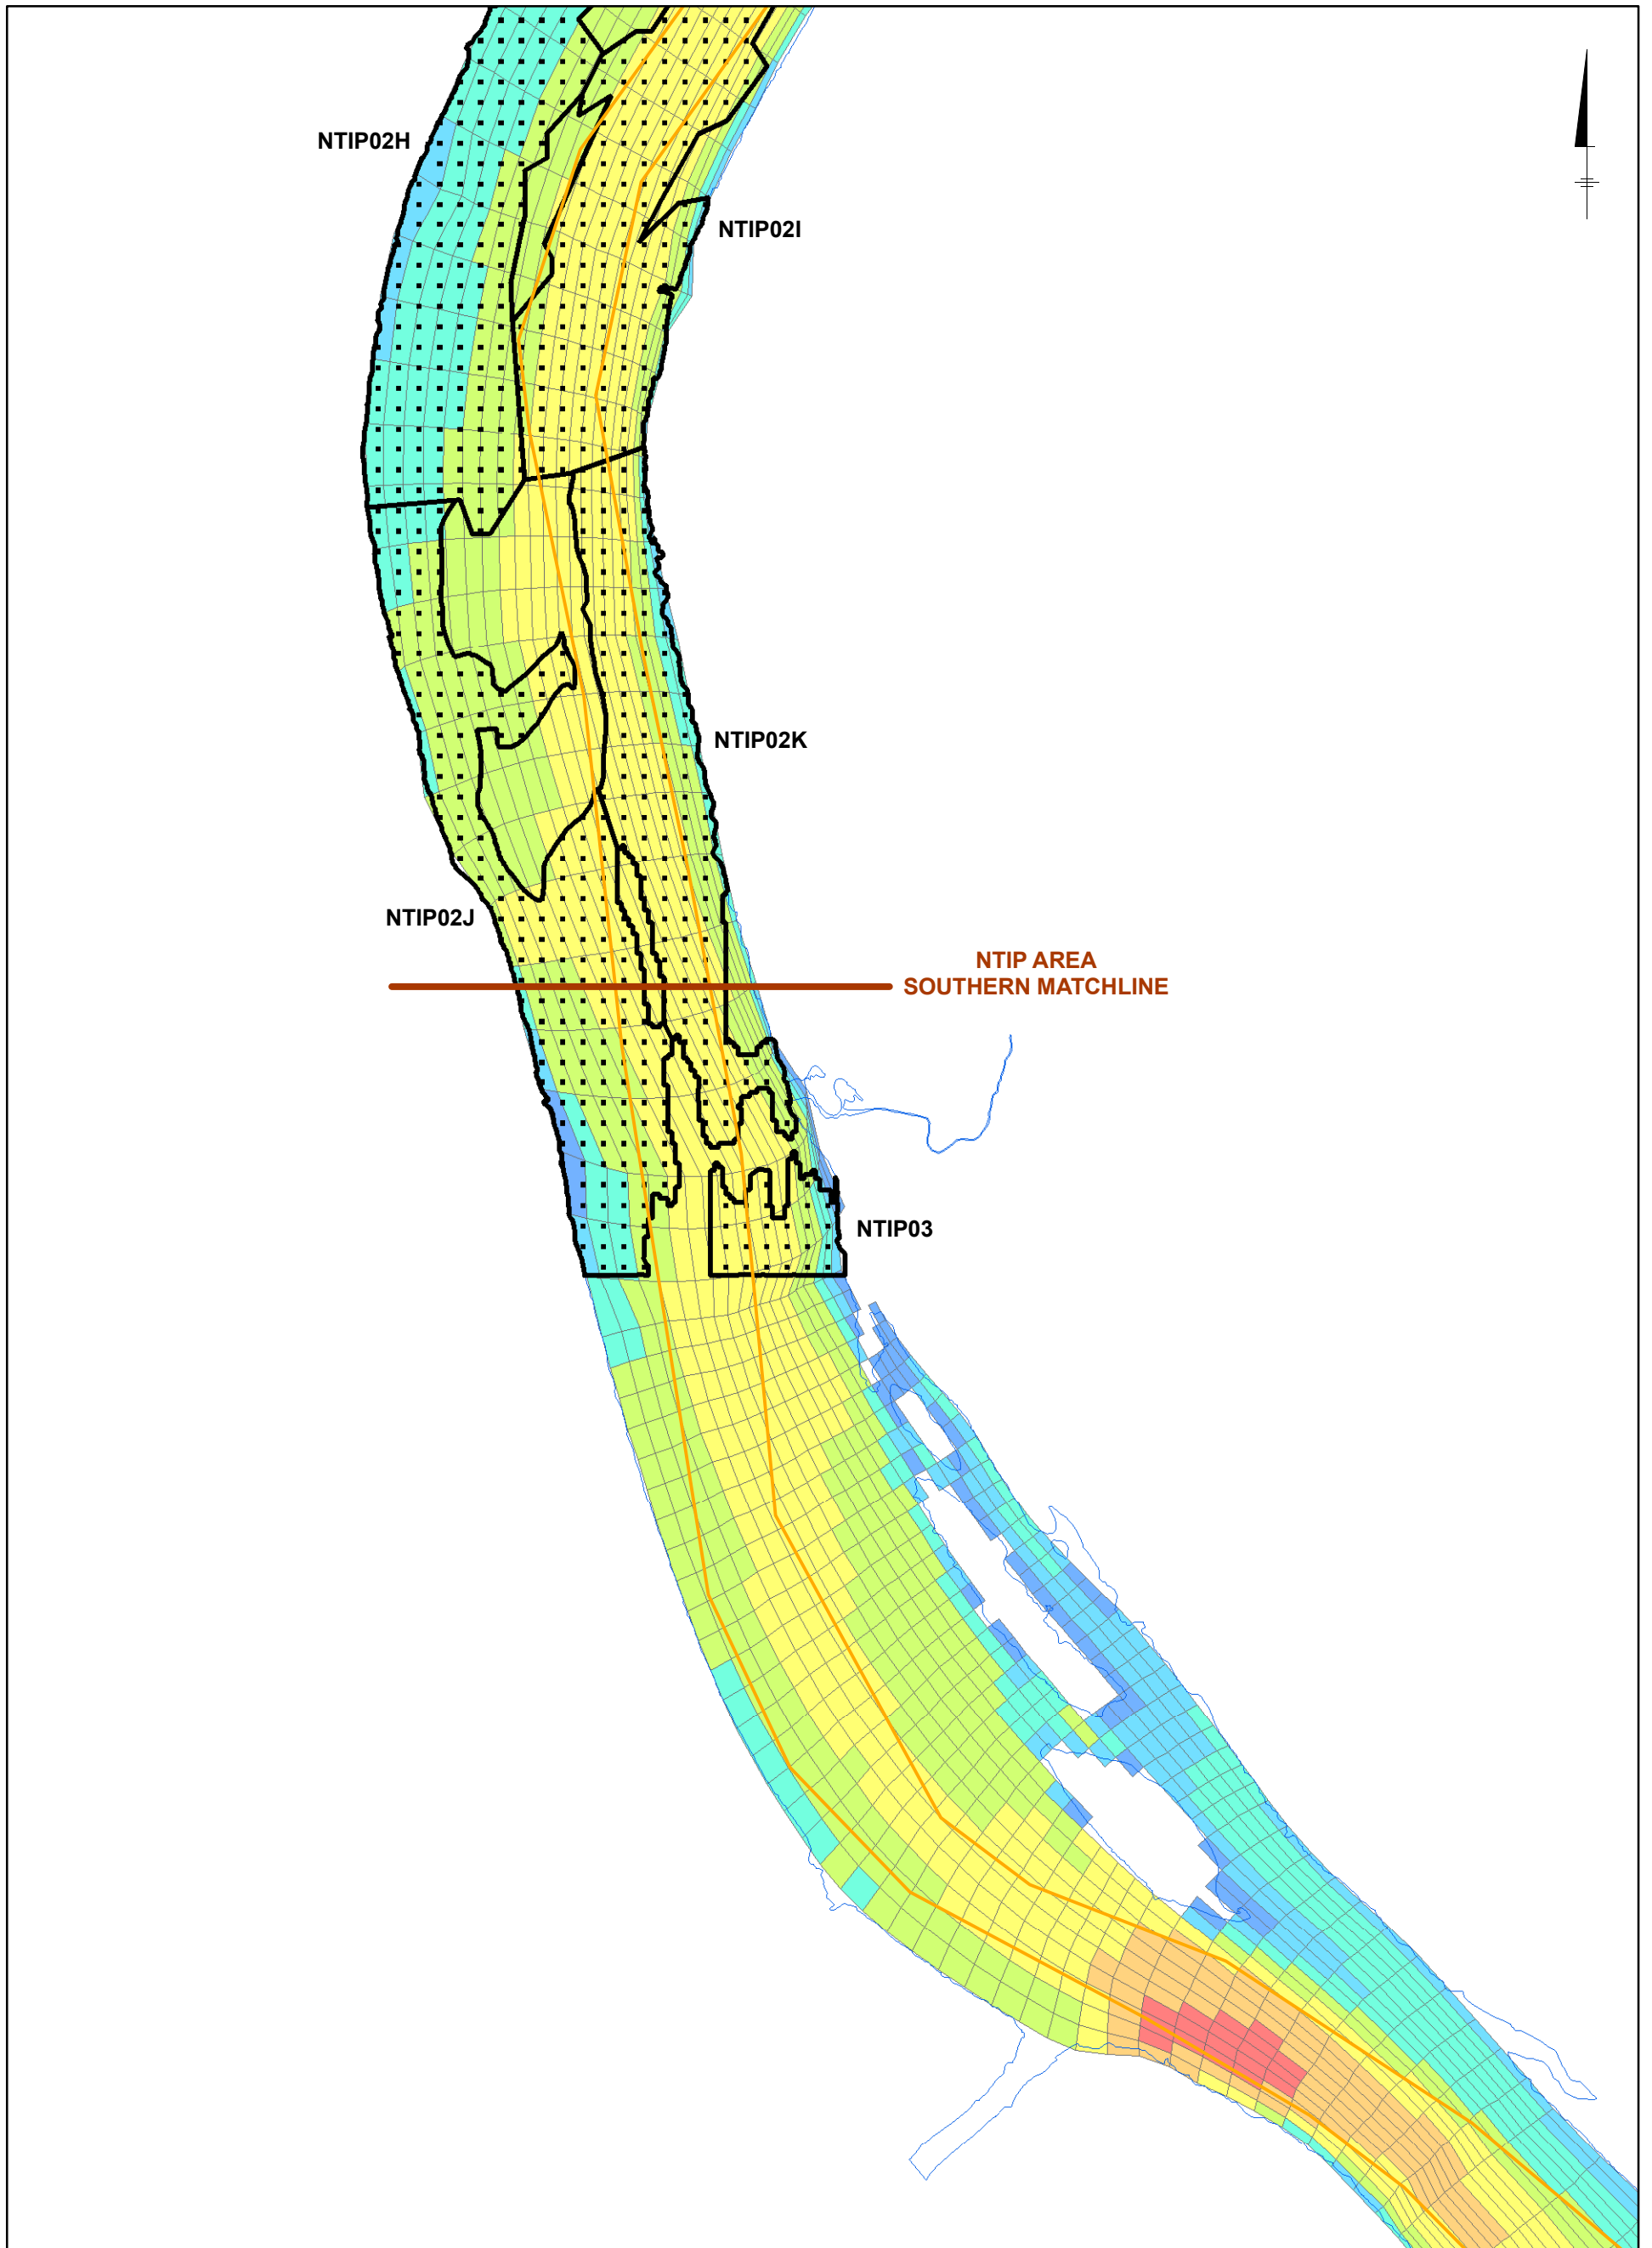 NTIP02H
NTIP02I
NTIP02K
NTIP02J
NTIP AREA
SOUTHERN MATCHLINE
NTIP03